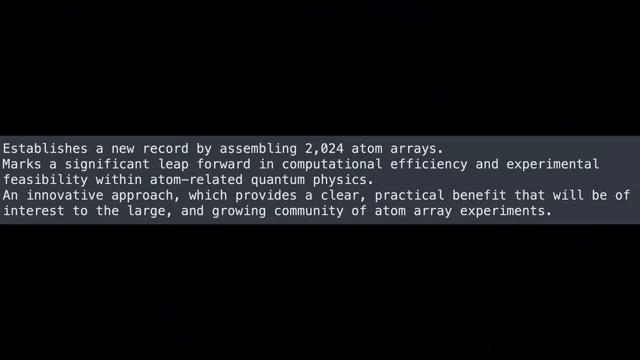 Establishes a new record by assembling 2,024 atom arrays.
Marks a significant leap forward in computational efficiency and experimental
feasibility within atom-related quantum physics.
An innovative approach, which provides a clear, practical benefit that will be of
interest to the large, and growing community of atom array experiments.